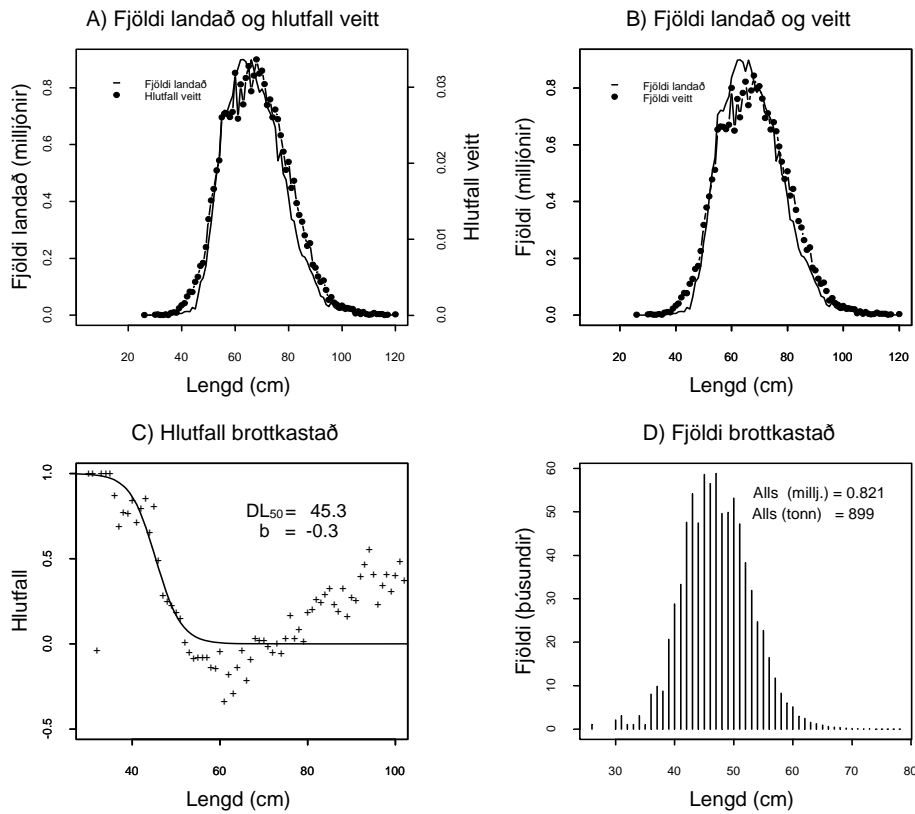 A) Fjöldi landað og hlutfall veitt
Fjöldi landað (milljónir)
0.0
0.2
0.4
0.6
0.8
Fjöldi landað
Hlutfall veitt
0.00
0.01
0.02
0.03
Hlutfall veitt
20
40
60
80
100
120
Lengd (cm)
B) Fjöldi landað og veitt
Fjöldi (milljónir)
0.0
0.2
0.4
0.6
0.8
Fjöldi landað
Fjöldi veitt
20
40
60
80
100
120
Lengd (cm)
C) Hlutfall brottkastað
Hlutfall
-0.5
0.0
0.5
1.0
DL50 = 45.3
b = -0.3
40
60
80
100
Lengd (cm)
D) Fjöldi brottkastað
Fjöldi (þúsundir)
0
10
20
30
40
50
60
Alls (millj.) = 0.821
Alls (tonn) = 899
30
40
50
60
70
80
Lengd (cm)